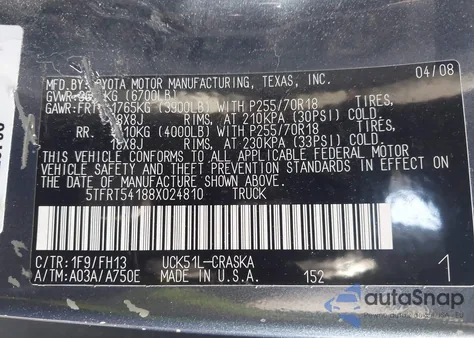 04/08
MFD. BY: TOYOTA MOTOR MANUFACTURING, TEXAS, INC.
GVWR: KG (6700LB)
GAWR: FRT. 1765KG (3900LB) WITH P255/70R18 TIRES,
18X8J RIMS, AT 210KPA (30PSI) COLD.
RR. KG (4000LB) WITH P255/70R18 TIRES,
18X8J RIMS, AT 230KPA (33PSI) COLD.
THIS VEHICLE CONFORMS TO ALL APPLICABLE FEDERAL MOTOR
VEHICLE SAFETY AND THEFT PREVENTION STANDARDS IN EFFECT ON
THE DATE OF MANUFACTURE SHOWN ABOVE.
5TFRT54188X024810 TRUCK
C/TR: 1F9/FH13 UCK51L-CRASKA
A/TM: A03A/A750E MADE IN U.S.A. 152 1
autoSnap